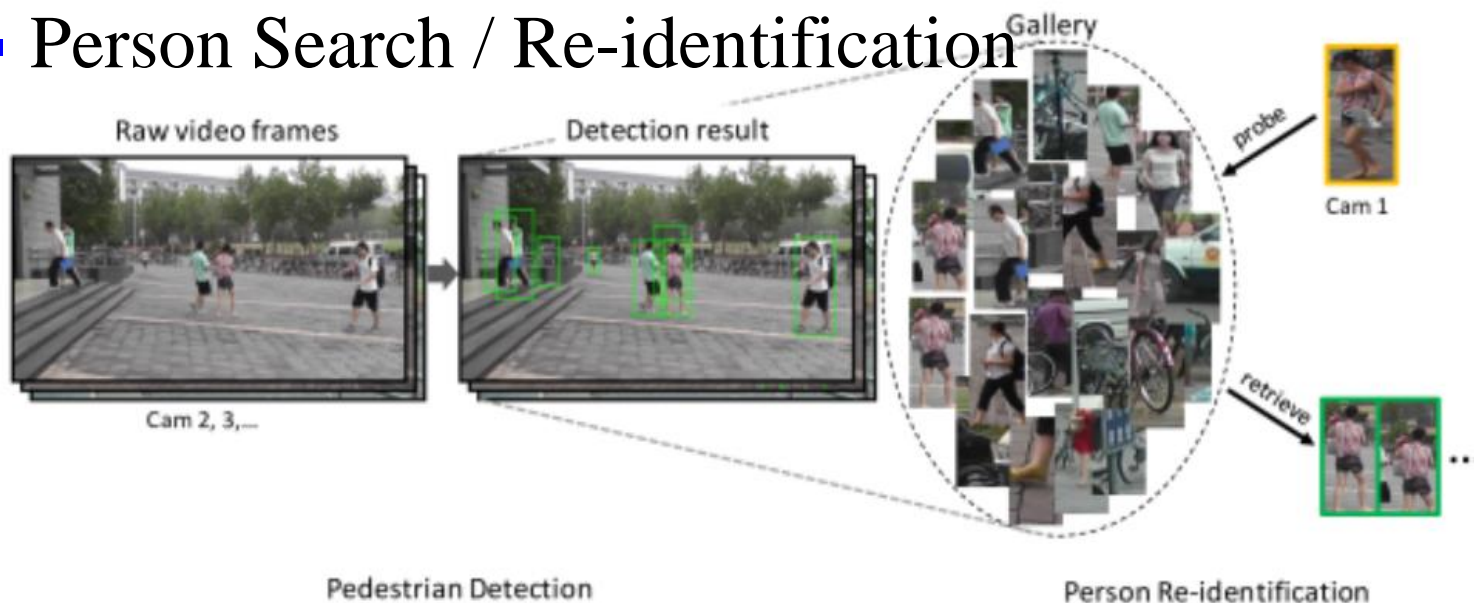 Person Search / Re-identification
Gallery
Raw video frames
Detection result
probe
Cam 1
retrieve
Cam 2, 3,...
...
Pedestrian Detection
Person Re-identification